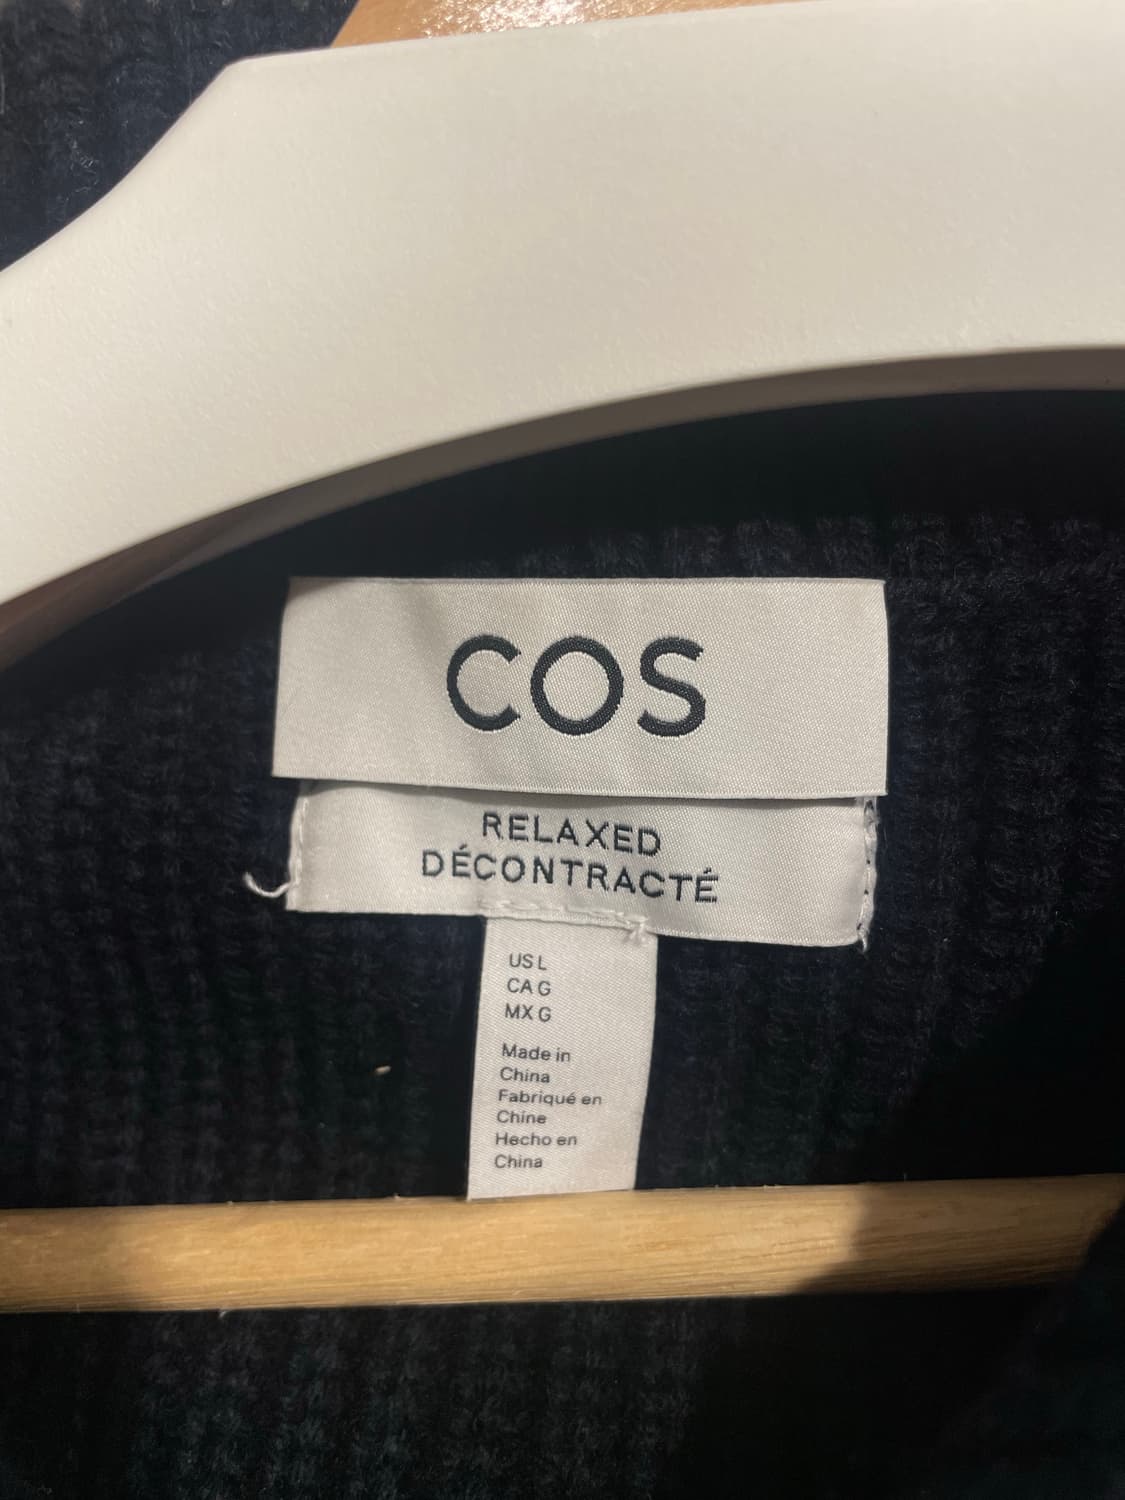 COS
RELAXED
DÉCONTRACTÉ
US L
CA G
MX G
Made in
China
Fabriqué en
Chine
Hecho en
China